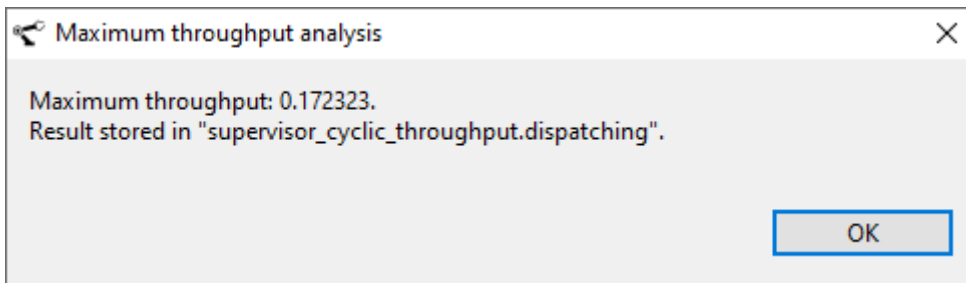 Maximum throughput analysis
Maximum throughput: 0.172323.
Result stored in "supervisor_cyclic_throughput.dispatching".
OK